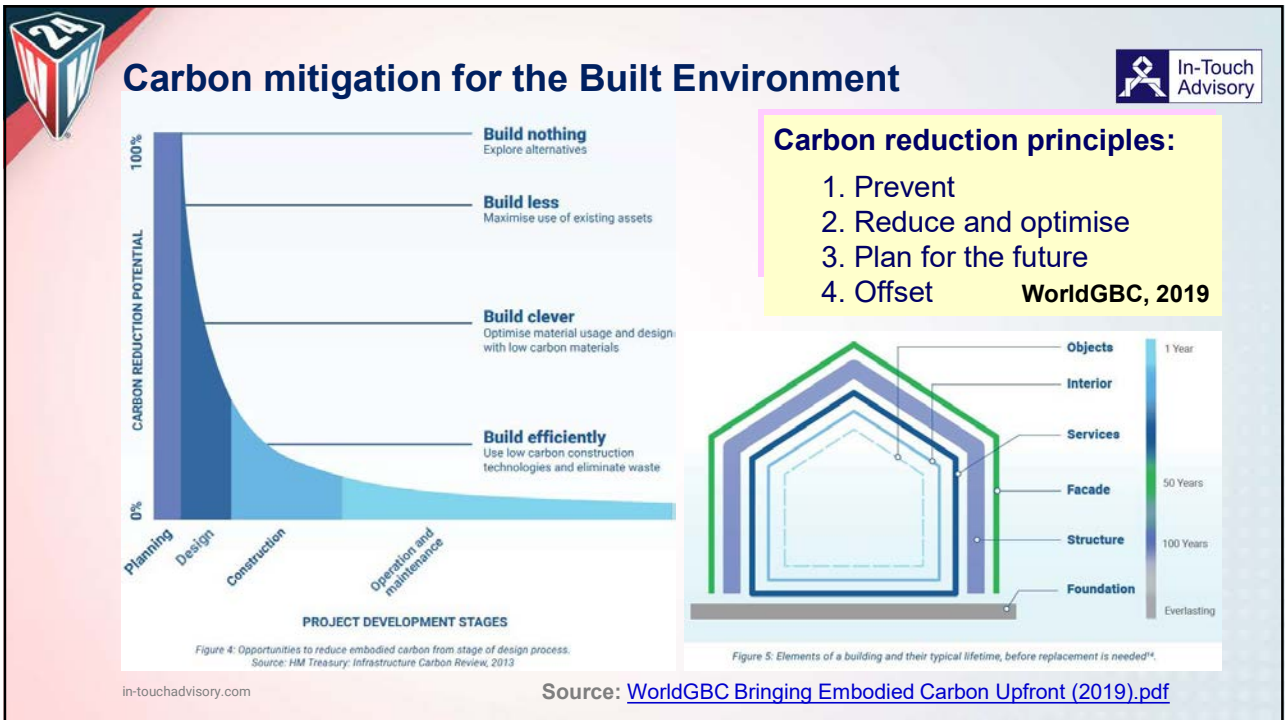 24
W W
Carbon mitigation for the Built Environment
In-Touch
Advisory
100%
CARBON REDUCTION POTENTIAL
0%
Build nothing
Explore alternatives
Build less
Maximise use of existing assets
Build clever
Optimise material usage and design
with low carbon materials
Build efficiently
Use low carbon construction
technologies and eliminate waste
Planning
Design
Construction
Operation and
maintenance
PROJECT DEVELOPMENT STAGES
Figure 4: Opportunities to reduce embodied carbon from stage of design process.
Source: HM Treasury: Infrastructure Carbon Review, 2013
Carbon reduction principles:
1. Prevent
2. Reduce and optimise
3. Plan for the future
4. Offset WorldGBC, 2019
Objects
Interior
Services
Facade
Structure
Foundation
1 Year
50 Years
100 Years
Everlasting
Figure 5: Elements of a building and their typical lifetime, before replacement is needed¹⁴.
in-touchadvisory.com
Source: WorldGBC Bringing Embodied Carbon Upfront (2019).pdf